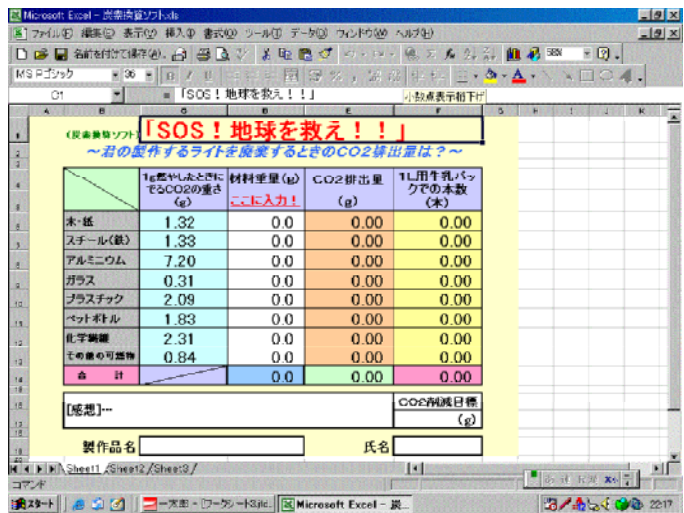 Microsoft Excel - 炭素換算ソフト.xls
ファイル(F) 編集(E) 表示(V) 挿入(I) 書式(O) ツール(T) データ(D) ウィンドウ(W) ヘルプ(H)
名前を付けて保存(A)...
MS Pゴシック 36 B I U
C1 = 「SOS！地球を救え！！」 小数点表示桁下げ
A B C D E F G H I J K
(炭素換算ソフト) 「SOS！地球を救え！！」
～君の製作するライトを廃棄するときのCO2排出量は？～
1g燃やしたときにでるCO2の重さ(g) 材料重量(g) ここに入力！ CO2排出量(g) 1L用牛乳パックでの本数(本)
木・紙 1.32 0.0 0.00 0.00
スチール(鉄) 1.33 0.0 0.00 0.00
アルミニウム 7.20 0.0 0.00 0.00
ガラス 0.31 0.0 0.00 0.00
プラスチック 2.09 0.0 0.00 0.00
ペットボトル 1.83 0.0 0.00 0.00
化学繊維 2.31 0.0 0.00 0.00
その他の可燃物 0.84 0.0 0.00 0.00
合 計 0.0 0.00 0.00
[感想]… CO2削減目標
(g)
製作品名 氏名
Sheet1 Sheet2 Sheet3
コマンド
スタート Microsoft Excel - 炭... 22:17